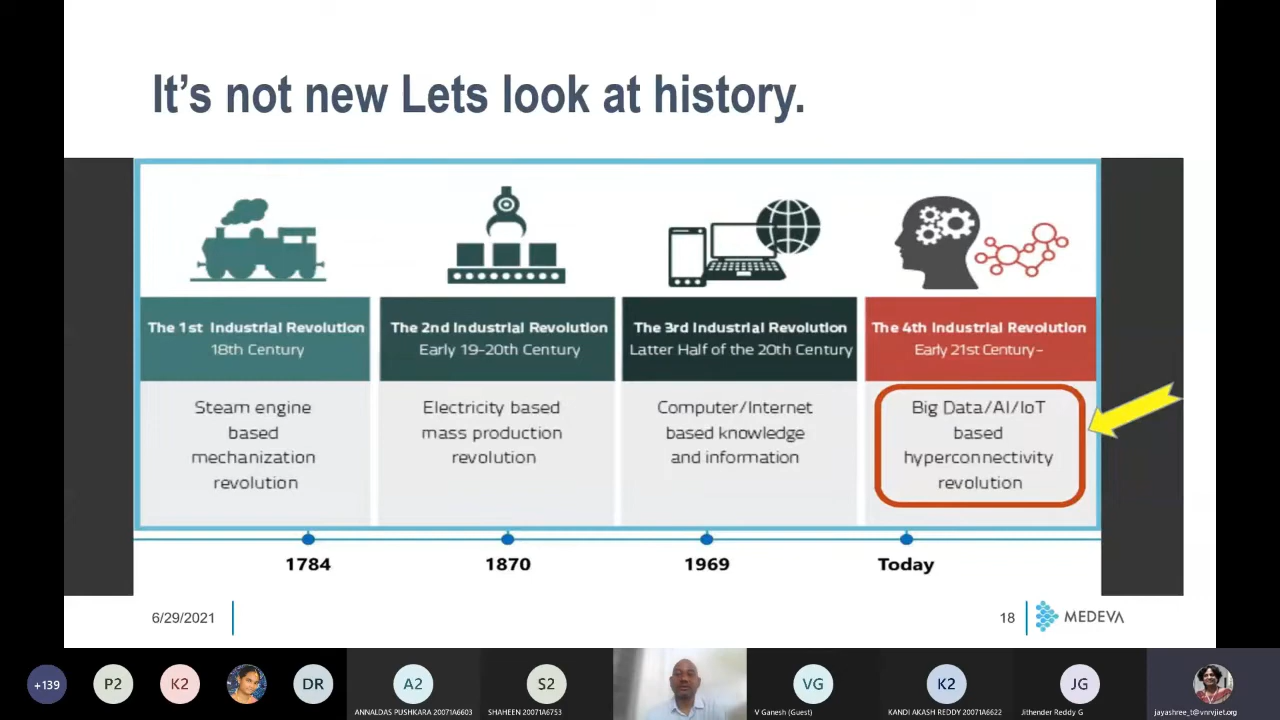 It's not new Lets look at history.
The 1st Industrial Revolution
18th Century
The 2nd Industrial Revolution
Early 19-20th Century
The 3rd Industrial Revolution
Latter Half of the 20th Century
The 4th Industrial Revolution
Early 21st Century-
Steam engine
based
mechanization
revolution
Electricity based
mass production
revolution
Computer/Internet
based knowledge
and information
Big Data/AI/IoT
based
hyperconnectivity
revolution
1784
1870
1969
Today
6/29/2021
18
MEDEVA
+139
P2
K2
DR
A2
ANNALDAS PUSHKARA 20071A6603
S2
SHAHEEN 20071A6753
VG
V Ganesh (Guest)
K2
KANDI AKASH REDDY 20071A6622
JG
Jithender Reddy G
jayashree_t@vnrvjiet.org